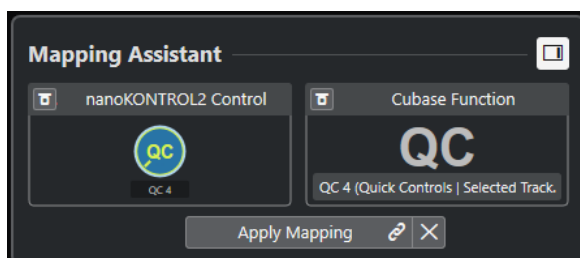 Mapping Assistant
nanoKONTROL2 Control
Cubase Function
QC
QC
QC 4
QC 4 (Quick Controls | Selected Track.
Apply Mapping